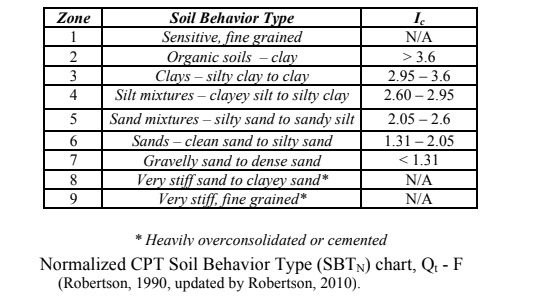 Zone Soil Behavior Type Ic
1 Sensitive, fine grained N/A
2 Organic soils – clay > 3.6
3 Clays – silty clay to clay 2.95 – 3.6
4 Silt mixtures – clayey silt to silty clay 2.60 – 2.95
5 Sand mixtures – silty sand to sandy silt 2.05 – 2.6
6 Sands – clean sand to silty sand 1.31 – 2.05
7 Gravelly sand to dense sand < 1.31
8 Very stiff sand to clayey sand* N/A
9 Very stiff, fine grained* N/A
* Heavily overconsolidated or cemented
Normalized CPT Soil Behavior Type (SBTN) chart, Qt - F
(Robertson, 1990, updated by Robertson, 2010).